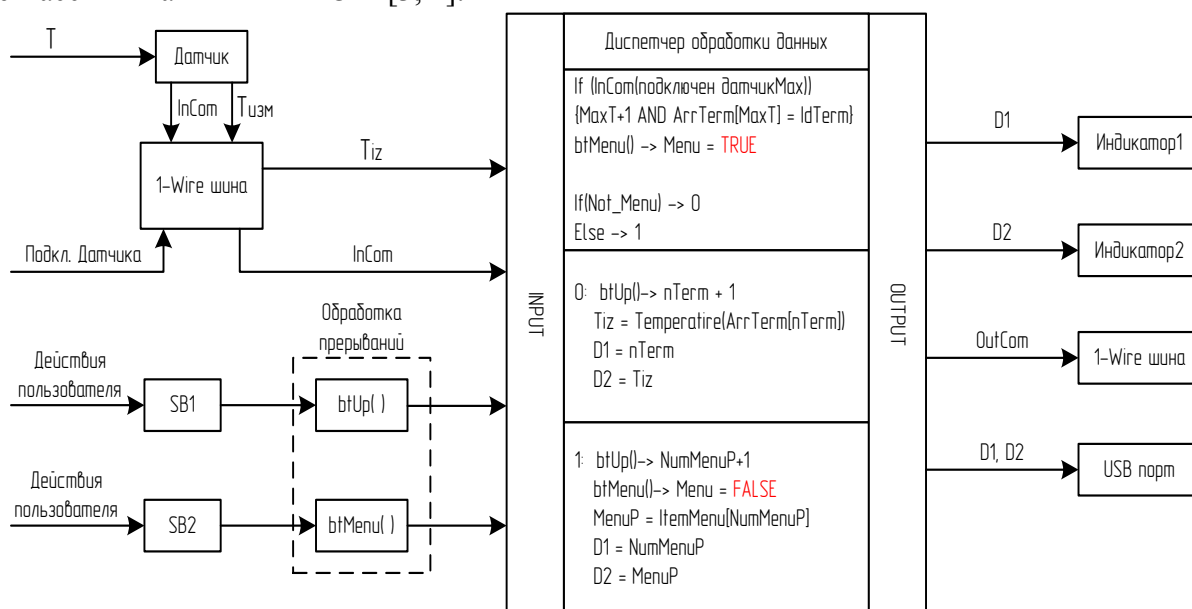 [3, 4].
T
Датчик
InCom
Tизм
1-Wire шина
Tiz
Подкл. Датчика
InCom
Обработка
прерываний
Действия
пользователя
SB1
btUp( )
Действия
пользователя
SB2
btMenu( )
INPUT
Диспетчер обработки данных
If (InCom(подключен датчикMax))
{MaxT+1 AND ArrTerm[MaxT] = IdTerm}
btMenu() -> Menu = TRUE
If(Not_Menu) -> 0
Else -> 1
0: btUp()-> nTerm + 1
Tiz = Temperatire(ArrTerm[nTerm])
D1 = nTerm
D2 = Tiz
1: btUp()-> NumMenuP+1
btMenu()-> Menu = FALSE
MenuP = ItemMenu[NumMenuP]
D1 = NumMenuP
D2 = MenuP
OUTPUT
D1
Индикатор1
D2
Индикатор2
OutCom
1-Wire шина
D1, D2
USB порт